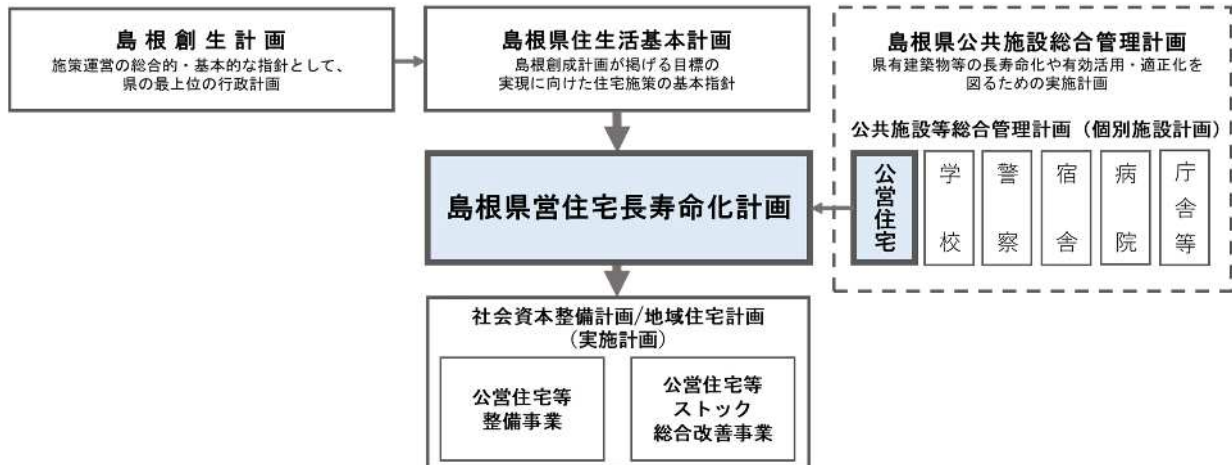 島根創生計画
施策運営の総合的・基本的な指針として、
県の最上位の行政計画
島根県住生活基本計画
島根創成計画が掲げる目標の
実現に向けた住宅施策の基本指針
島根県公共施設総合管理計画
県有建築物等の長寿命化や有効活用・適正化を
図るための実施計画
公共施設等総合管理計画（個別施設計画）
公営住宅
学校
警察
宿舎
病院
庁舎等
島根県営住宅長寿命化計画
社会資本整備計画/地域住宅計画
（実施計画）
公営住宅等
整備事業
公営住宅等
ストック
総合改善事業